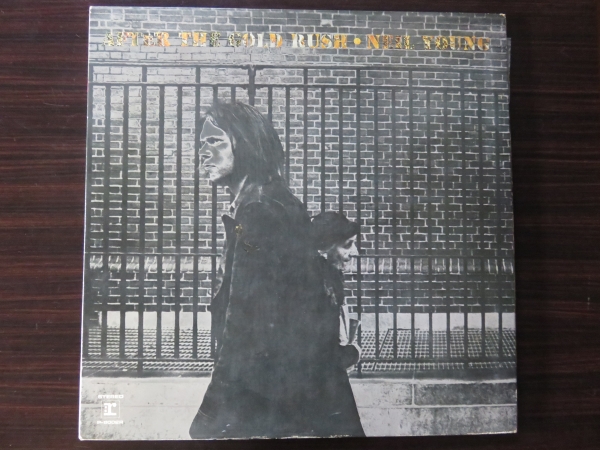 AFTER THE GOLD RUSH • NEIL YOUNG
r